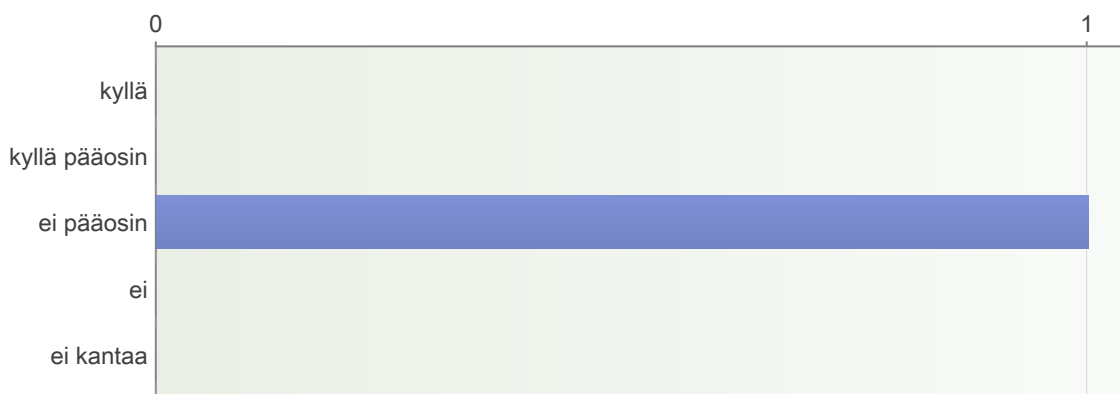 0 1
kyllä
kyllä pääosin
ei pääosin
ei
ei kantaa